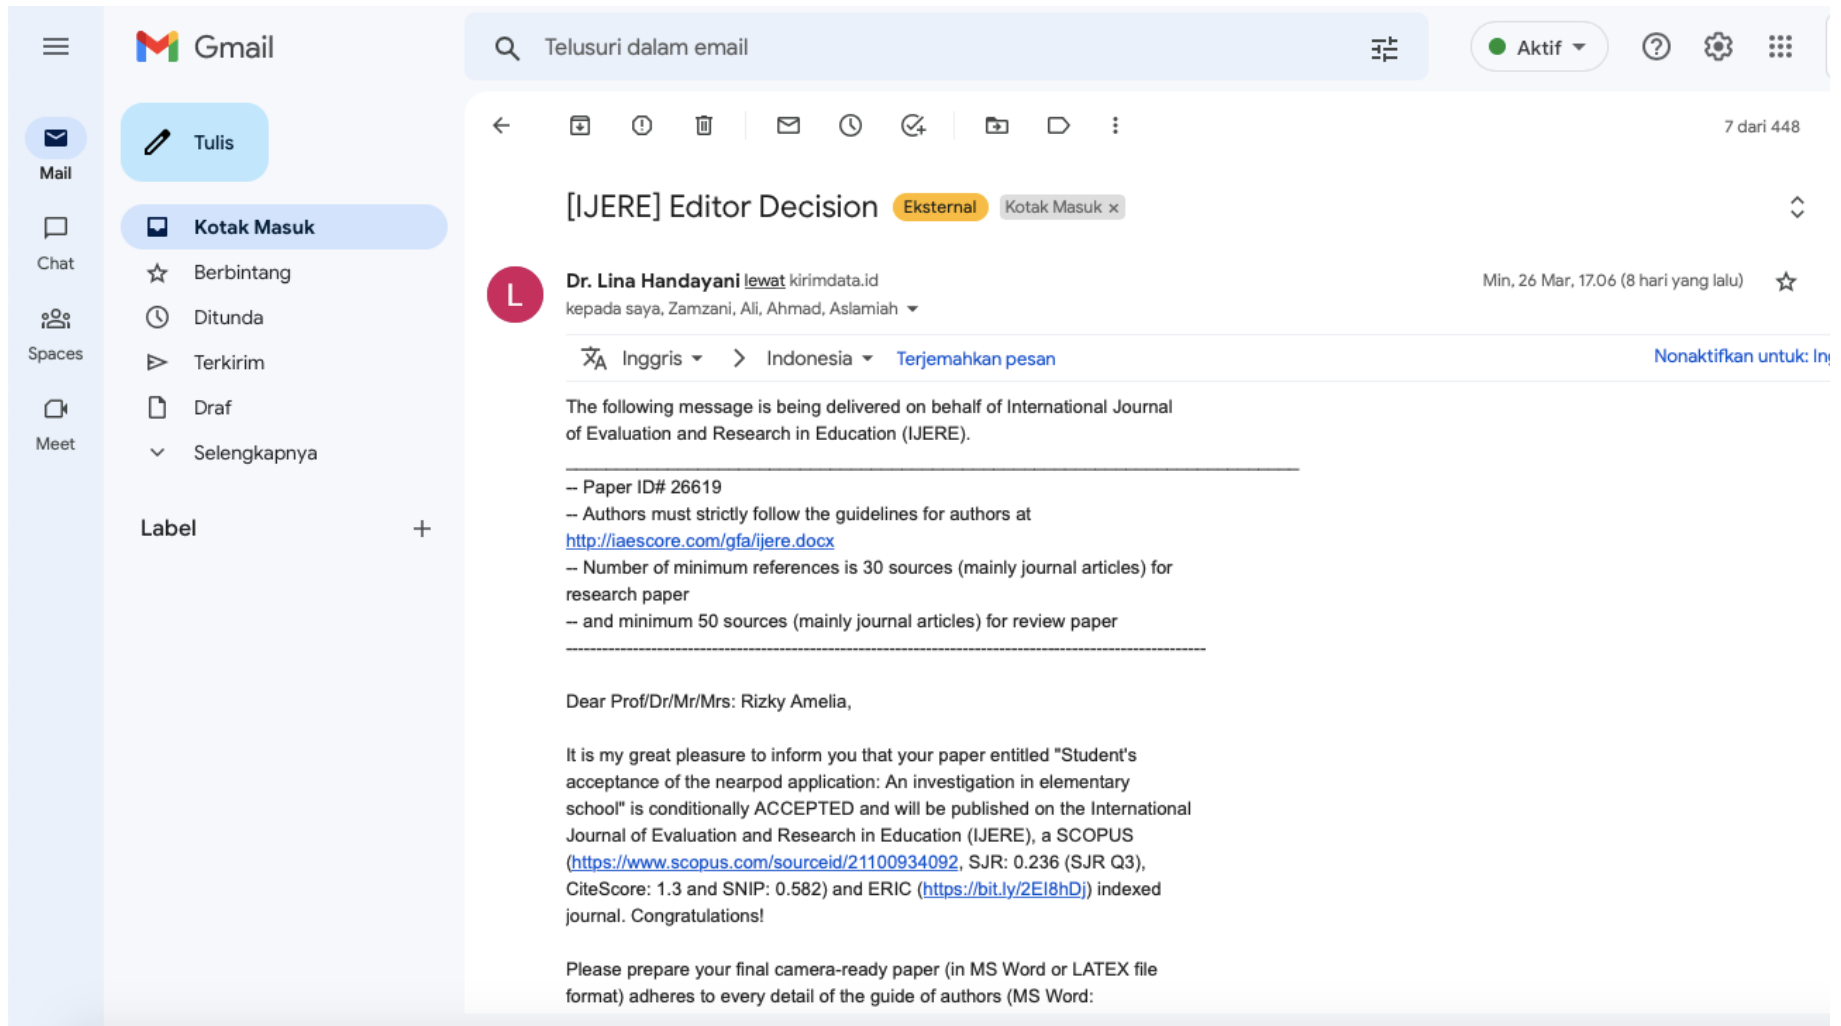 Gmail
Telusuri dalam email
Aktif
Mail
Chat
Spaces
Meet
Tulis
Kotak Masuk
Berbintang
Ditunda
Terkirim
Draf
Selengkapnya
Label
7 dari 448
[IJERE] Editor Decision Eksternal Kotak Masuk ×
L
Dr. Lina Handayani lewat kirimdata.id
Min, 26 Mar, 17.06 (8 hari yang lalu)
kepada saya, Zamzani, Ali, Ahmad, Aslamiah
Inggris > Indonesia Terjemahkan pesan
Nonaktifkan untuk:
The following message is being delivered on behalf of International Journal
of Evaluation and Research in Education (IJERE).
-- Paper ID# 26619
-- Authors must strictly follow the guidelines for authors at
http://iaescore.com/gfa/ijere.docx
-- Number of minimum references is 30 sources (mainly journal articles) for
research paper
-- and minimum 50 sources (mainly journal articles) for review paper
Dear Prof/Dr/Mr/Mrs: Rizky Amelia,
It is my great pleasure to inform you that your paper entitled "Student's
acceptance of the nearpod application: An investigation in elementary
school" is conditionally ACCEPTED and will be published on the International
Journal of Evaluation and Research in Education (IJERE), a SCOPUS
(https://www.scopus.com/sourceid/21100934092, SJR: 0.236 (SJR Q3),
CiteScore: 1.3 and SNIP: 0.582) and ERIC (https://bit.ly/2EI8hDj) indexed
journal. Congratulations!
Please prepare your final camera-ready paper (in MS Word or LATEX file
format) adheres to every detail of the guide of authors (MS Word: